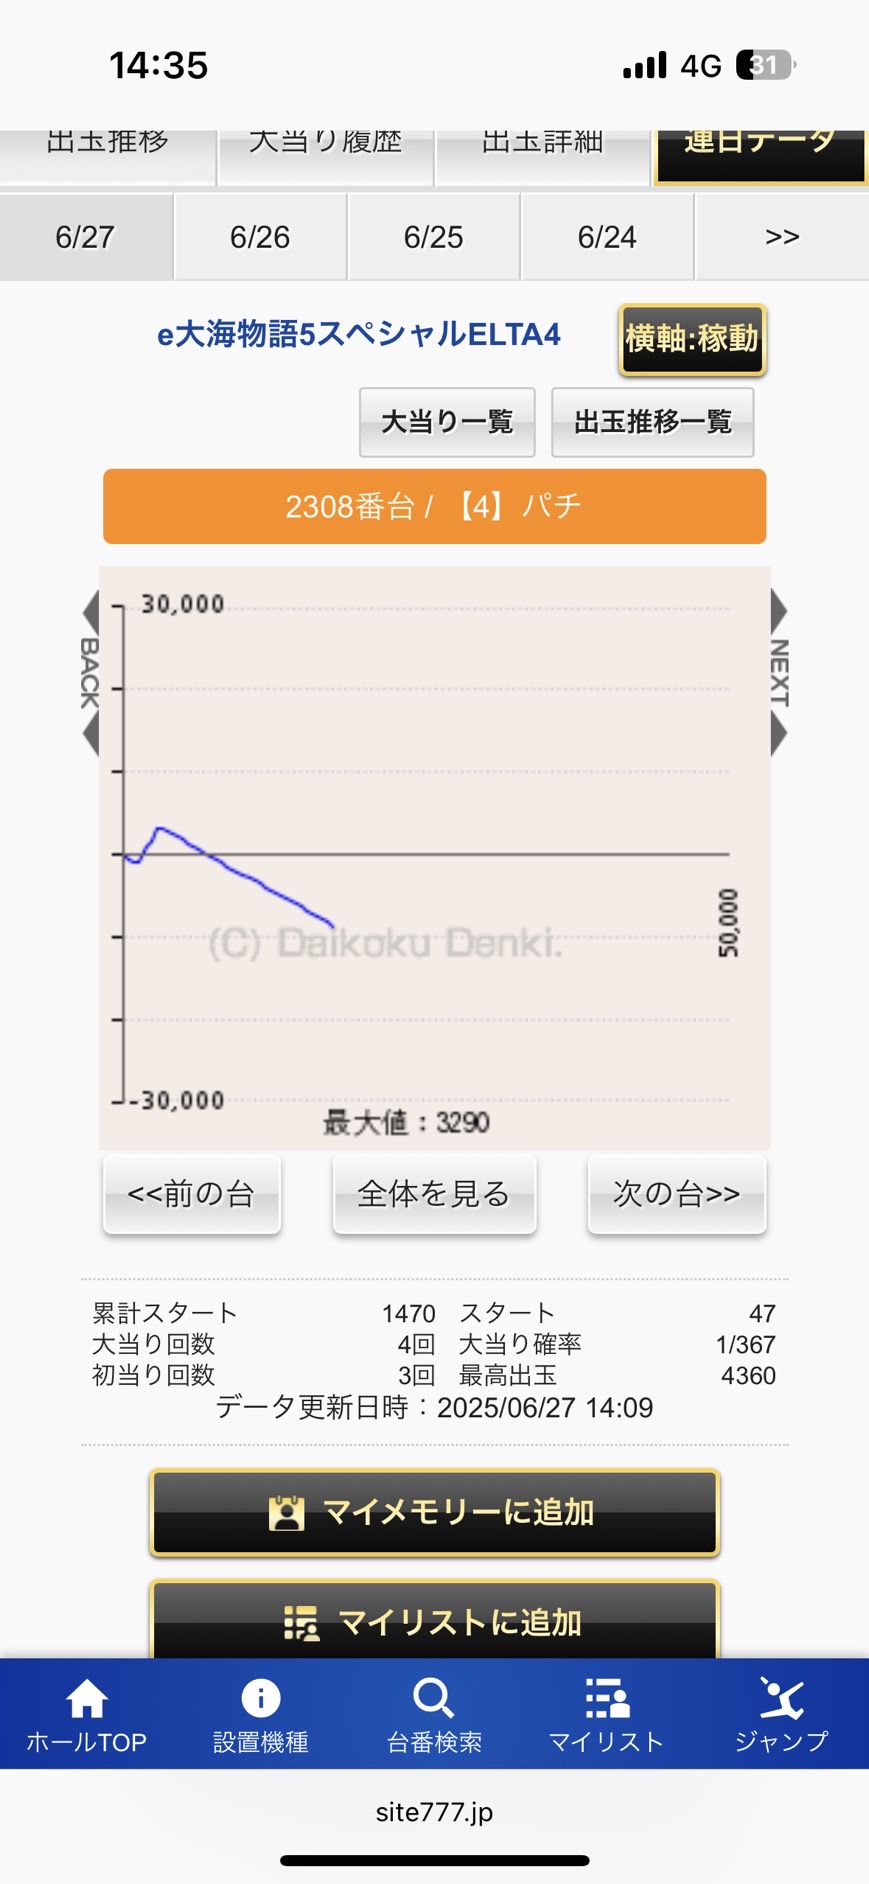 14:35 4G 31
出玉推移 大当り履歴 出玉詳細 連日データ
6/27 6/26 6/25 6/24 >>
e大海物語5スペシャルELTA4 横軸:稼動
大当り一覧 出玉推移一覧
2308番台 / 【4】パチ
30,000
BACK
NEXT
50,000
(C) Daikoku Denki.
-30,000
最大値：3290
<<前の台 全体を見る 次の台>>
累計スタート 1470 スタート 47
大当り回数 4回 大当り確率 1/367
初当り回数 3回 最高出玉 4360
データ更新日時：2025/06/27 14:09
マイメモリーに追加
マイリストに追加
ホールTOP 設置機種 台番検索 マイリスト ジャンプ
site777.jp